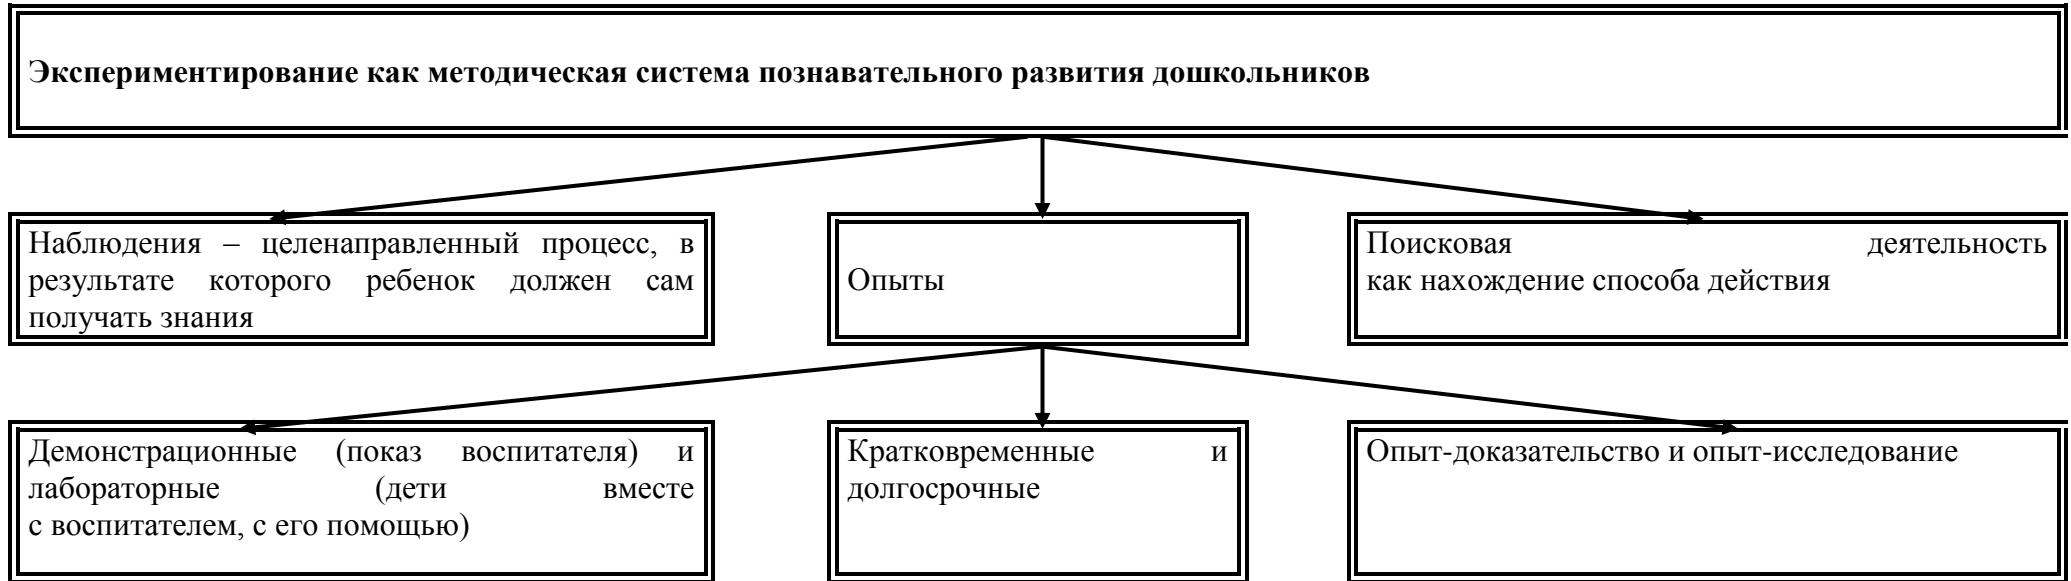 Экспериментирование как методическая система познавательного развития дошкольников
Наблюдения – целенаправленный процесс, в
результате которого ребенок должен сам
получать знания
Опыты
Поисковая деятельность
как нахождение способа действия
Демонстрационные (показ воспитателя) и
лабораторные (дети вместе
с воспитателем, с его помощью)
Кратковременные и
долгосрочные
Опыт-доказательство и опыт-исследование